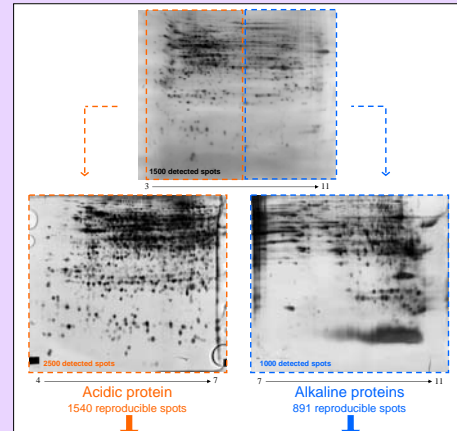 1500 detected spots
3 11
2500 detected spots
1000 detected spots
4 7
7 11
Acidic protein
1540 reproducible spots
Alkaline proteins
891 reproducible spots